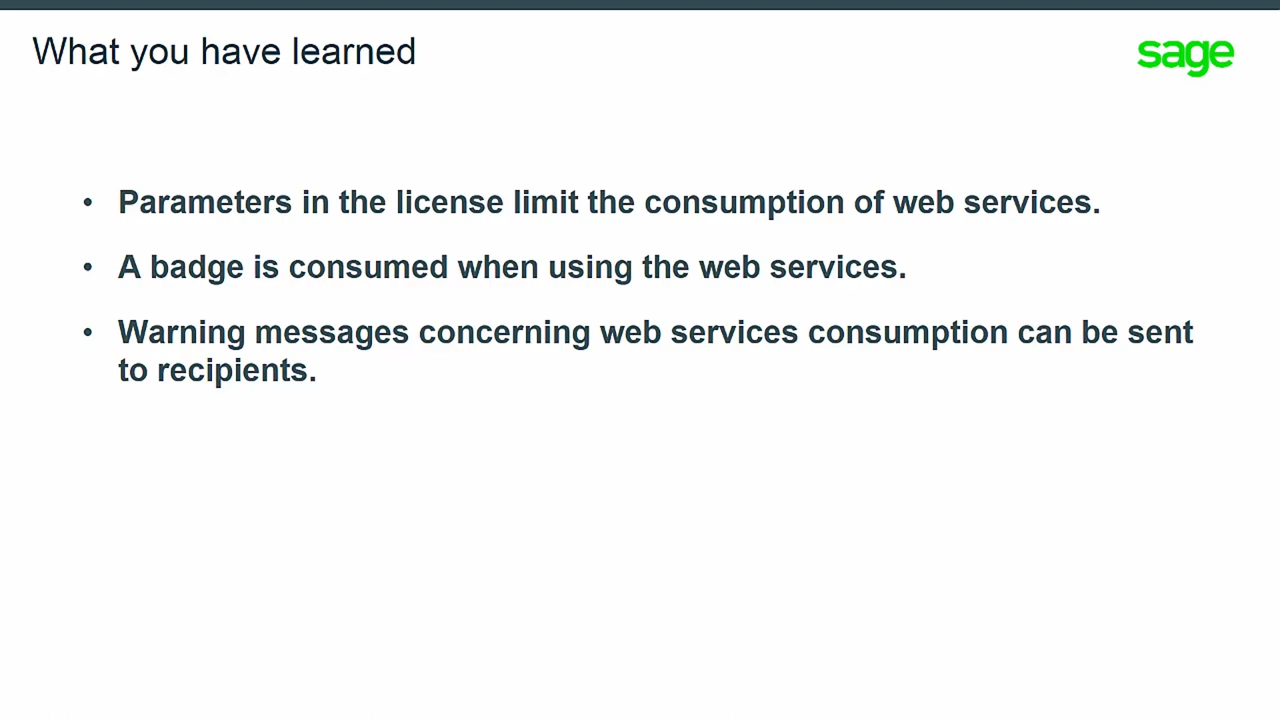 What you have learned
sage
• Parameters in the license limit the consumption of web services.
• A badge is consumed when using the web services.
• Warning messages concerning web services consumption can be sent
to recipients.